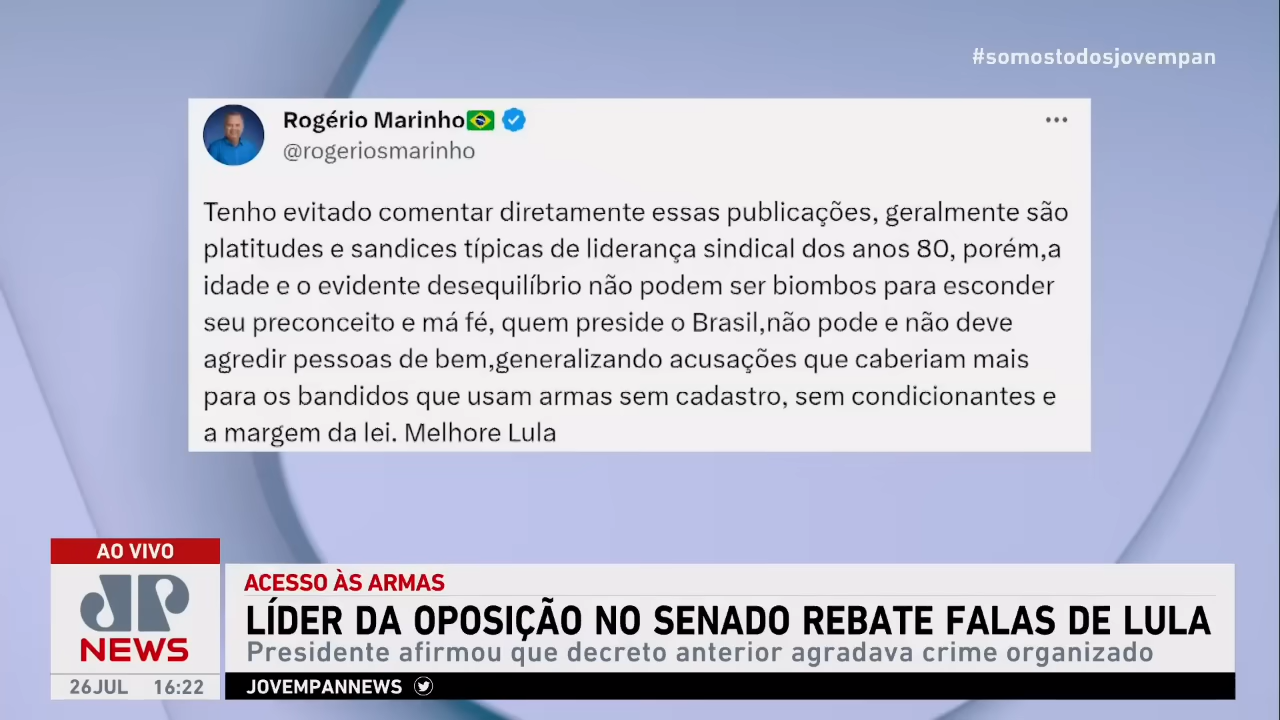 #somostodosjovempan
Rogério Marinho
@rogeriosmarinho
Tenho evitado comentar diretamente essas publicações, geralmente são
platitudes e sandices típicas de liderança sindical dos anos 80, porém,a
idade e o evidente desequilíbrio não podem ser biombos para esconder
seu preconceito e má fé, quem preside o Brasil,não pode e não deve
agredir pessoas de bem,generalizando acusações que caberiam mais
para os bandidos que usam armas sem cadastro, sem condicionantes e
a margem da lei. Melhore Lula
AO VIVO
JP
NEWS
26JUL 16:22
ACESSO ÀS ARMAS
LÍDER DA OPOSIÇÃO NO SENADO REBATE FALAS DE LULA
Presidente afirmou que decreto anterior agradava crime organizado
JOVEMPANNEWS